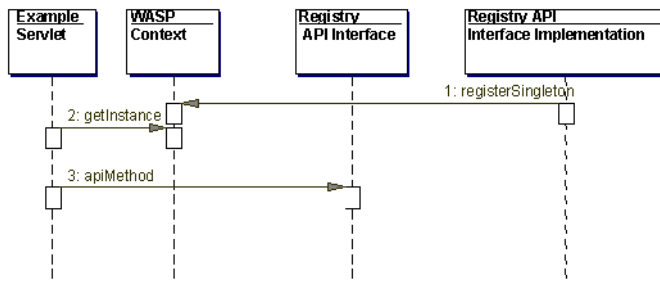 Example
Servlet
WASP
Context
Registry
API Interface
Registry API
Interface Implementation
1: registerSingleton
2: getInstance
3: apiMethod